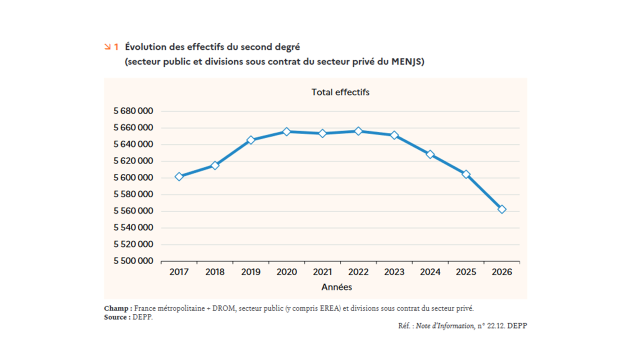 ↘ 1 Évolution des effectifs du second degré
(secteur public et divisions sous contrat du secteur privé du MENJS)
Total effectifs
5 680 000
5 660 000
5 640 000
5 620 000
5 600 000
5 580 000
5 560 000
5 540 000
5 520 000
5 500 000
2017 2018 2019 2020 2021 2022 2023 2024 2025 2026
Années
Champ : France métropolitaine + DROM, secteur public (y compris EREA) et divisions sous contrat du secteur privé.
Source : DEPP.
Réf. : Note d'Information, n° 22.12. DEPP